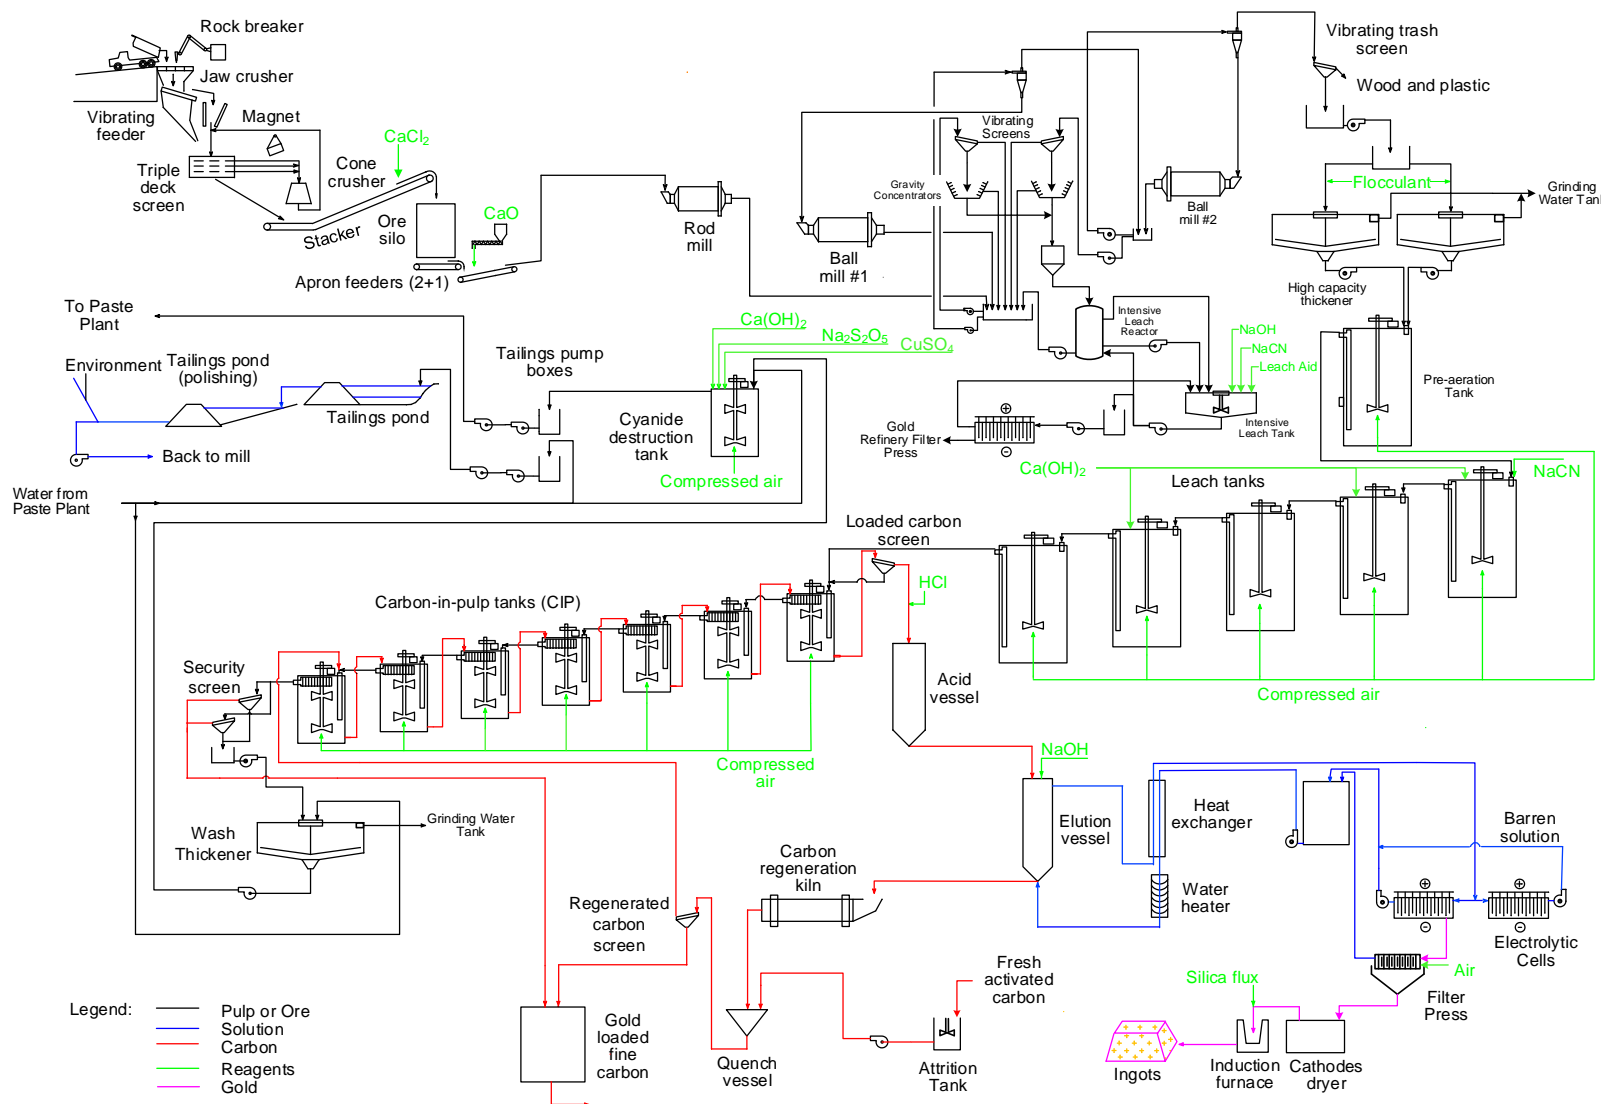 Rock breaker
Jaw crusher
Vibrating
feeder
Magnet
Triple
deck
screen
Cone
crusher
CaCl₂
Stacker
Ore
silo
CaO
Apron feeders (2+1)
Rod
mill
Ball
mill #1
Vibrating
Screens
Gravity
Concentrators
Ball
mill #2
Vibrating trash
screen
Wood and plastic
Flocculant
Grinding
Water Tank
High capacity
thickener
Intensive
Leach
Reactor
NaOH
NaCN
Leach Aid
Intensive
Leach Tank
Gold
Refinery Filter
Press
Pre-aeration
Tank
To Paste
Plant
Environment
Tailings pond
(polishing)
Tailings pond
Back to mill
Tailings pump
boxes
Ca(OH)₂
Na₂S₂O₅
CuSO₄
Cyanide
destruction
tank
Compressed air
Water from
Paste Plant
Ca(OH)₂
Leach tanks
NaCN
Compressed air
Loaded carbon
screen
HCl
Carbon-in-pulp tanks (CIP)
Acid
vessel
Security
screen
Compressed
air
Wash
Thickener
Grinding Water
Tank
NaOH
Elution
vessel
Heat
exchanger
Water
heater
Barren
solution
Electrolytic
Cells
Carbon
regeneration
kiln
Regenerated
carbon
screen
Fresh
activated
carbon
Silica flux
Air
Filter
Press
Gold
loaded
fine
carbon
Quench
vessel
Attrition
Tank
Ingots
Induction
furnace
Cathodes
dryer
Legend:
Pulp or Ore
Solution
Carbon
Reagents
Gold